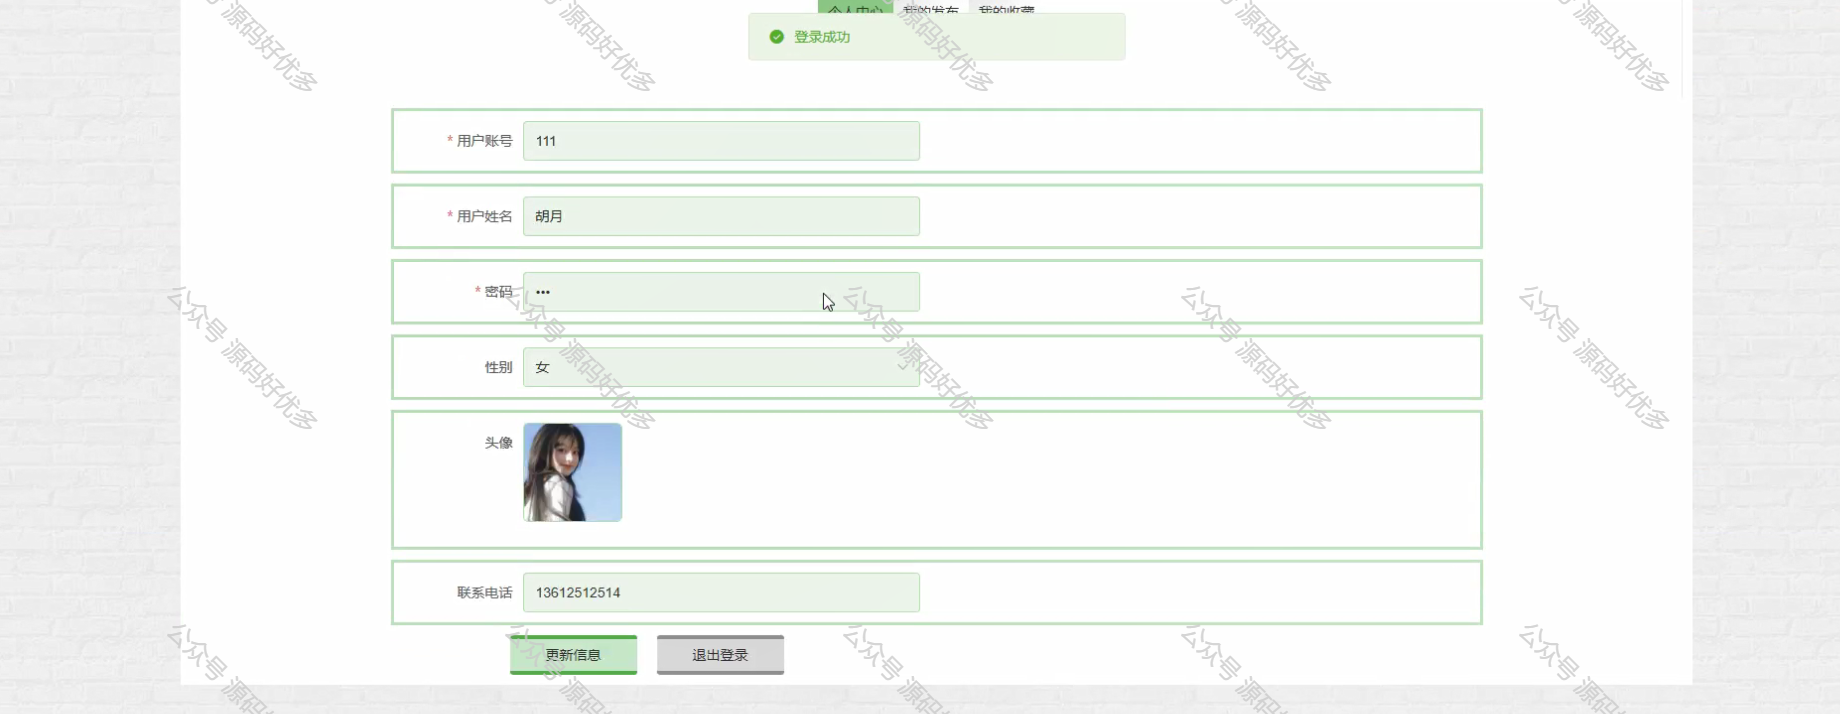 个人中心 我的发布 我的收藏
登录成功
* 用户账号 111
* 用户姓名 胡月
* 密码 •••
性别 女
头像
联系电话 13612512514
更新信息 退出登录
公众号 源码好优多